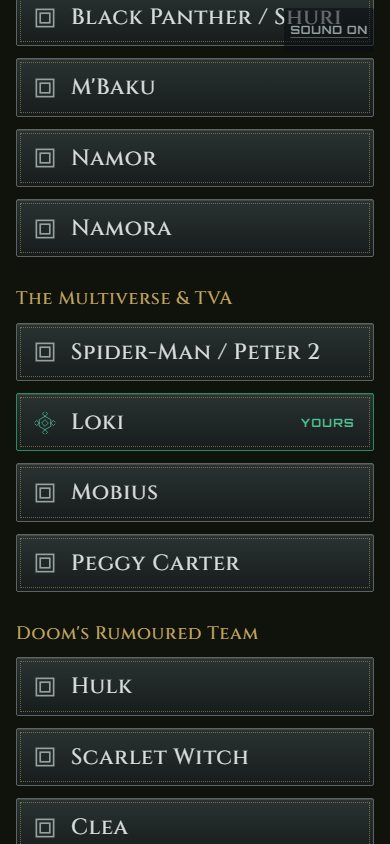 Black Panther / Shuri
SOUND ON
M'Baku
Namor
Namora
The Multiverse & TVA
Spider-Man / Peter 2
Loki
YOURS
Mobius
Peggy Carter
Doom's Rumoured Team
Hulk
Scarlet Witch
Clea